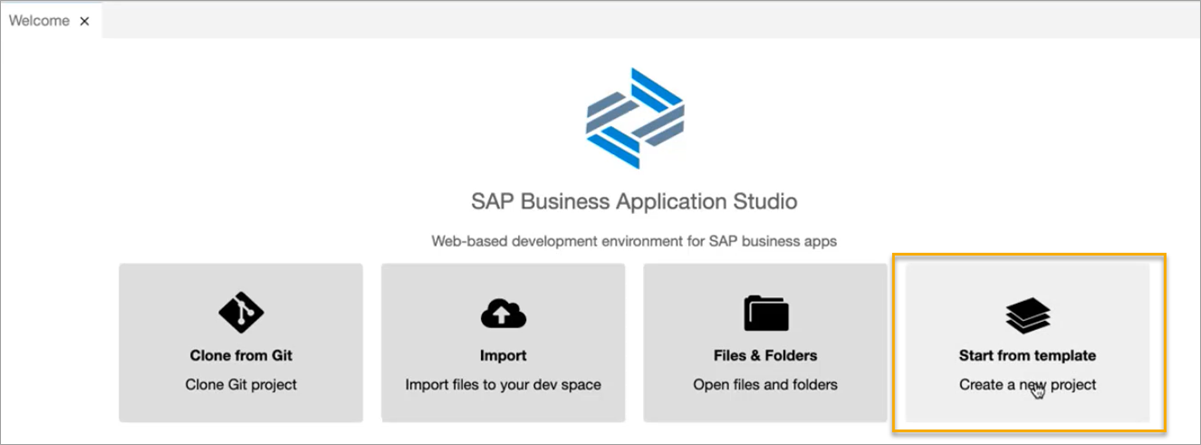 Welcome
SAP Business Application Studio
Web-based development environment for SAP business apps
Clone from Git
Clone Git project
Import
Import files to your dev space
Files & Folders
Open files and folders
Start from template
Create a new project